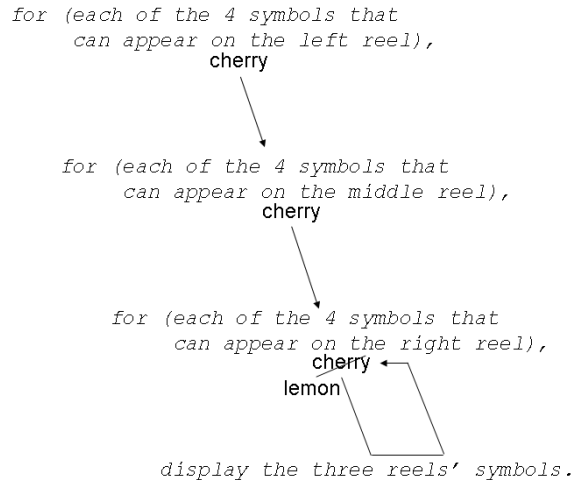 for (each of the 4 symbols that
can appear on the left reel),
cherry
for (each of the 4 symbols that
can appear on the middle reel),
cherry
for (each of the 4 symbols that
can appear on the right reel),
cherry
lemon
display the three reels’ symbols.